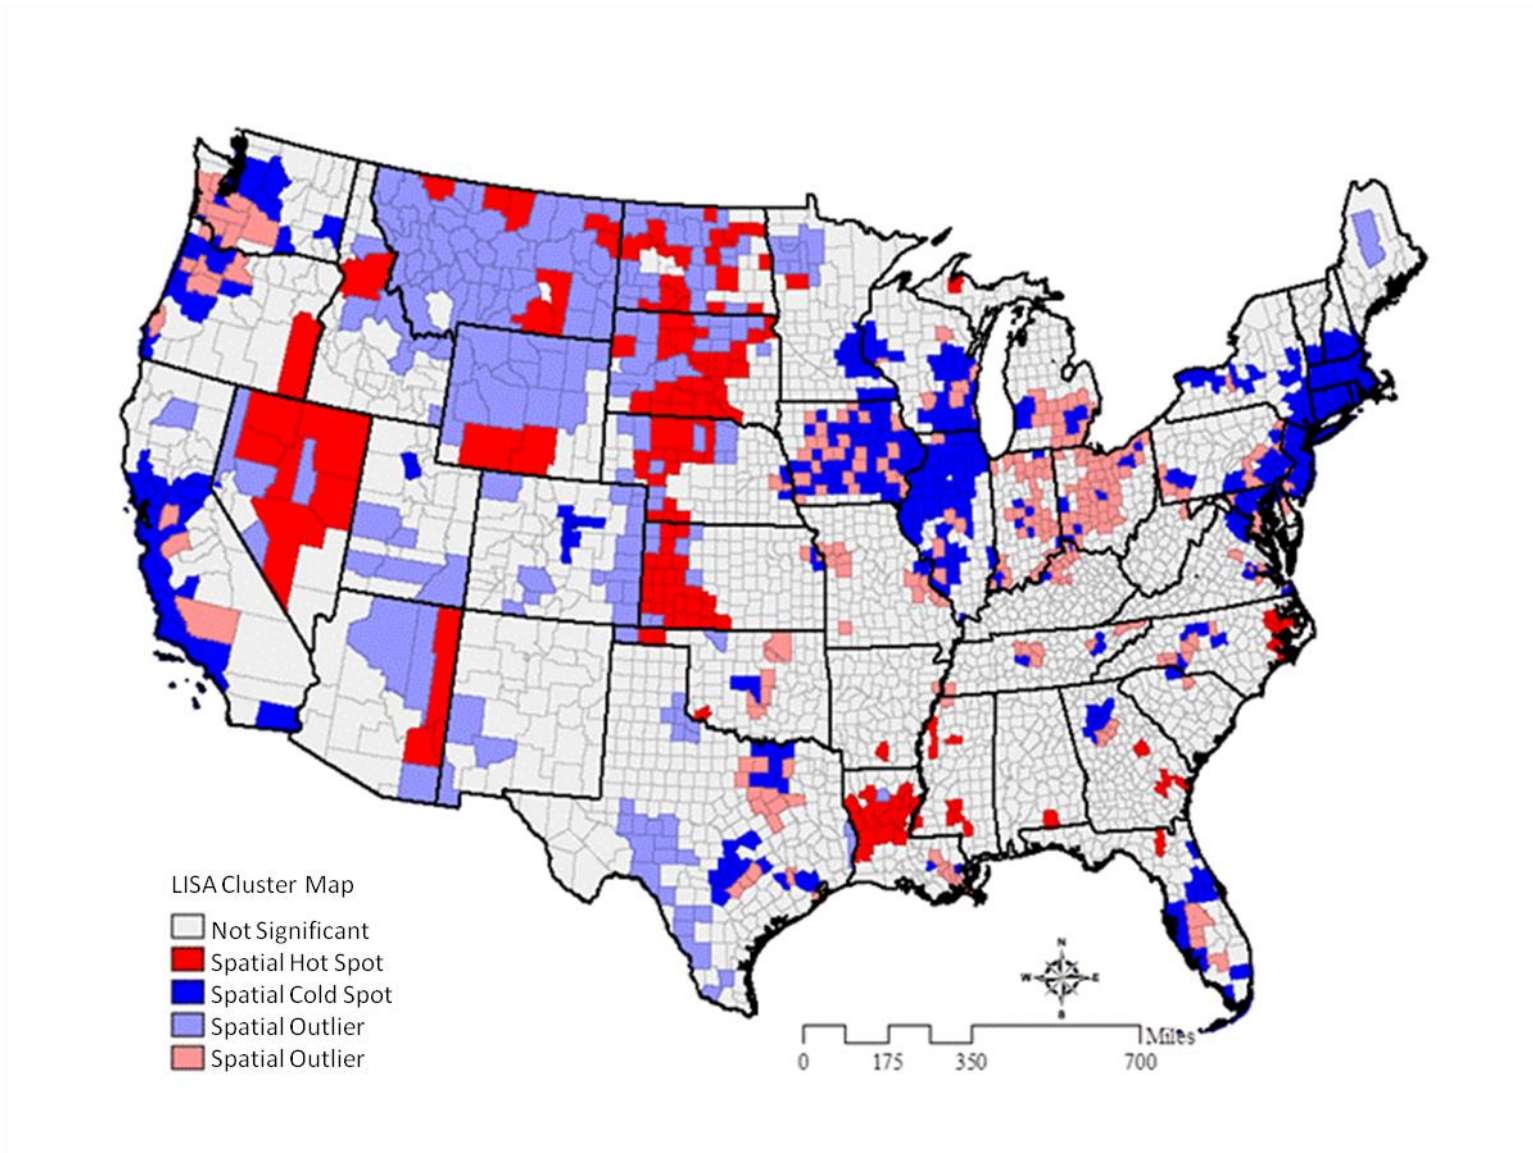 LISA Cluster Map
Not Significant
Spatial Hot Spot
Spatial Cold Spot
Spatial Outlier
Spatial Outlier
N
W E
S
Miles
0 175 350 700